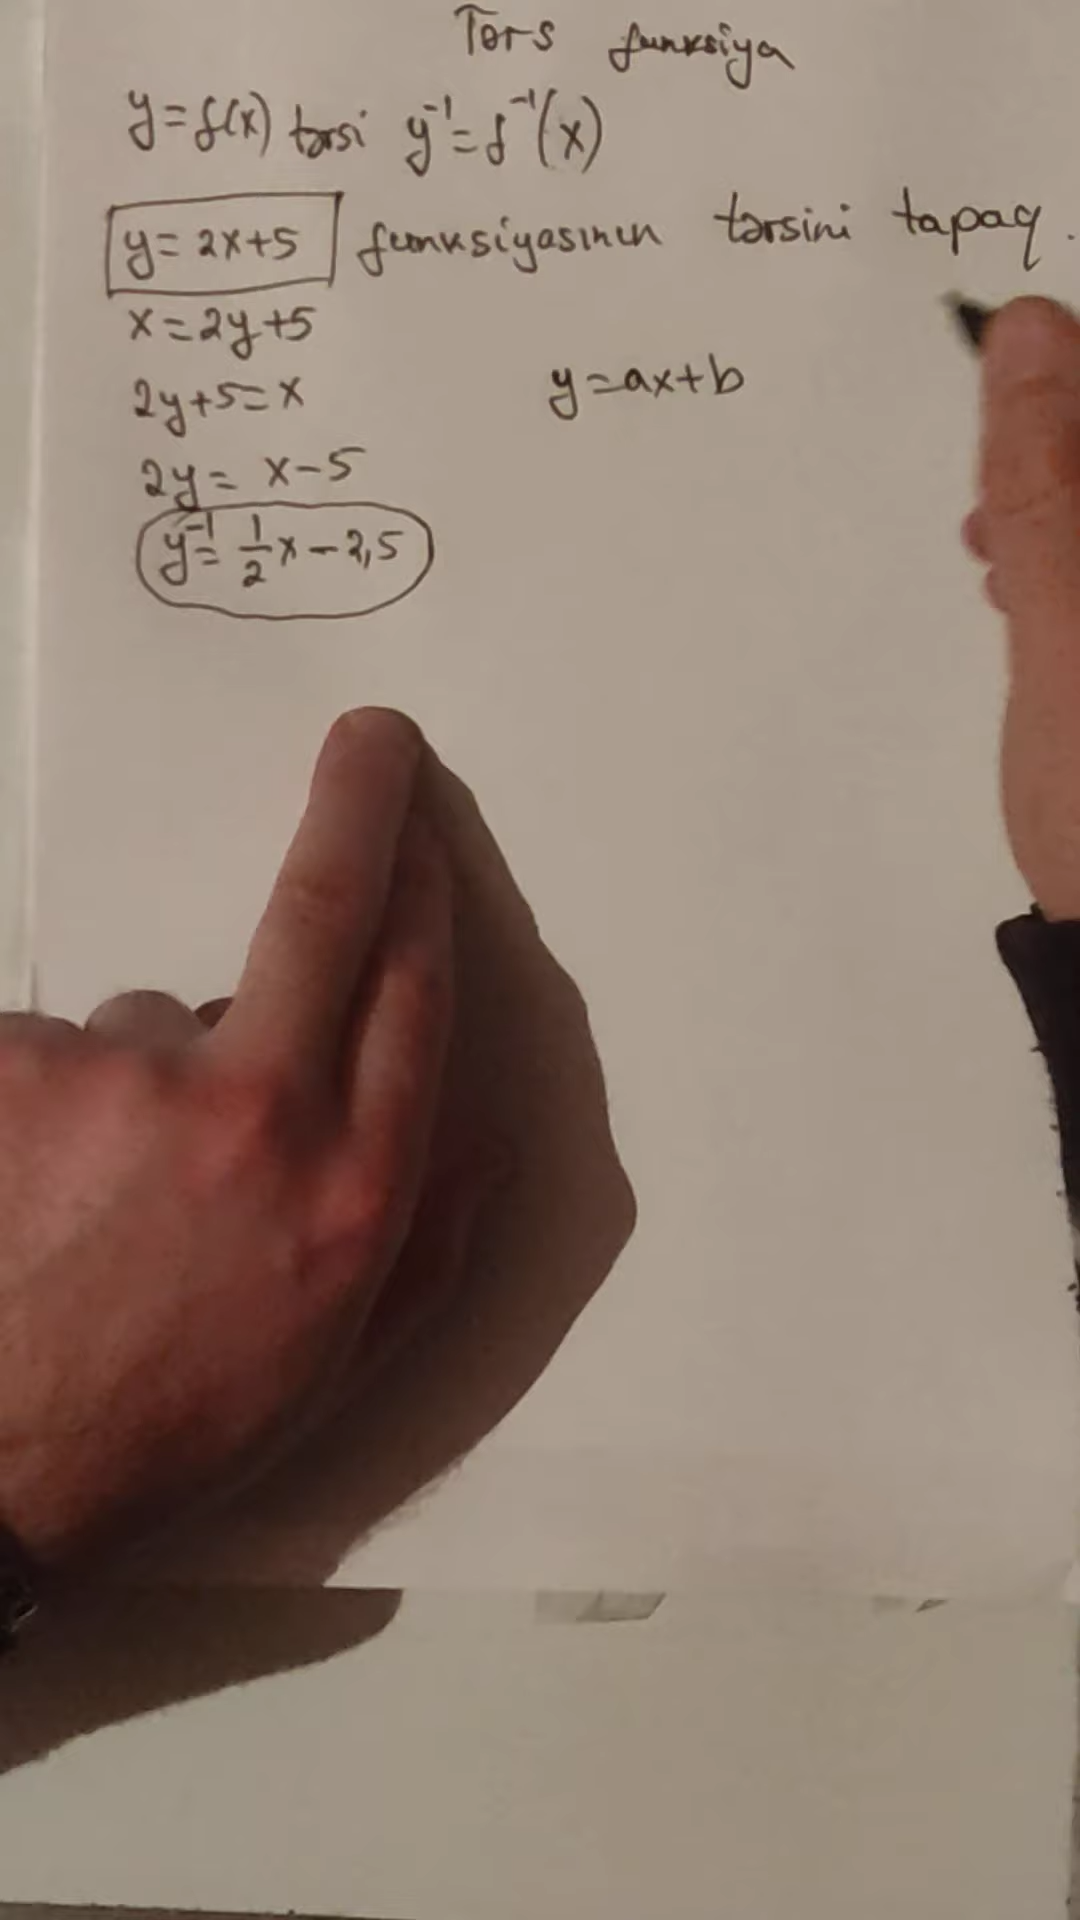 Tərs funksiya
y=f(x) tərsi y⁻¹=f⁻¹(x)
y=2x+5 funksiyasının tərsini tapaq.
x=2y+5
2y+5=x
y=ax+b
2y=x-5
y⁻¹=1/2x-2,5